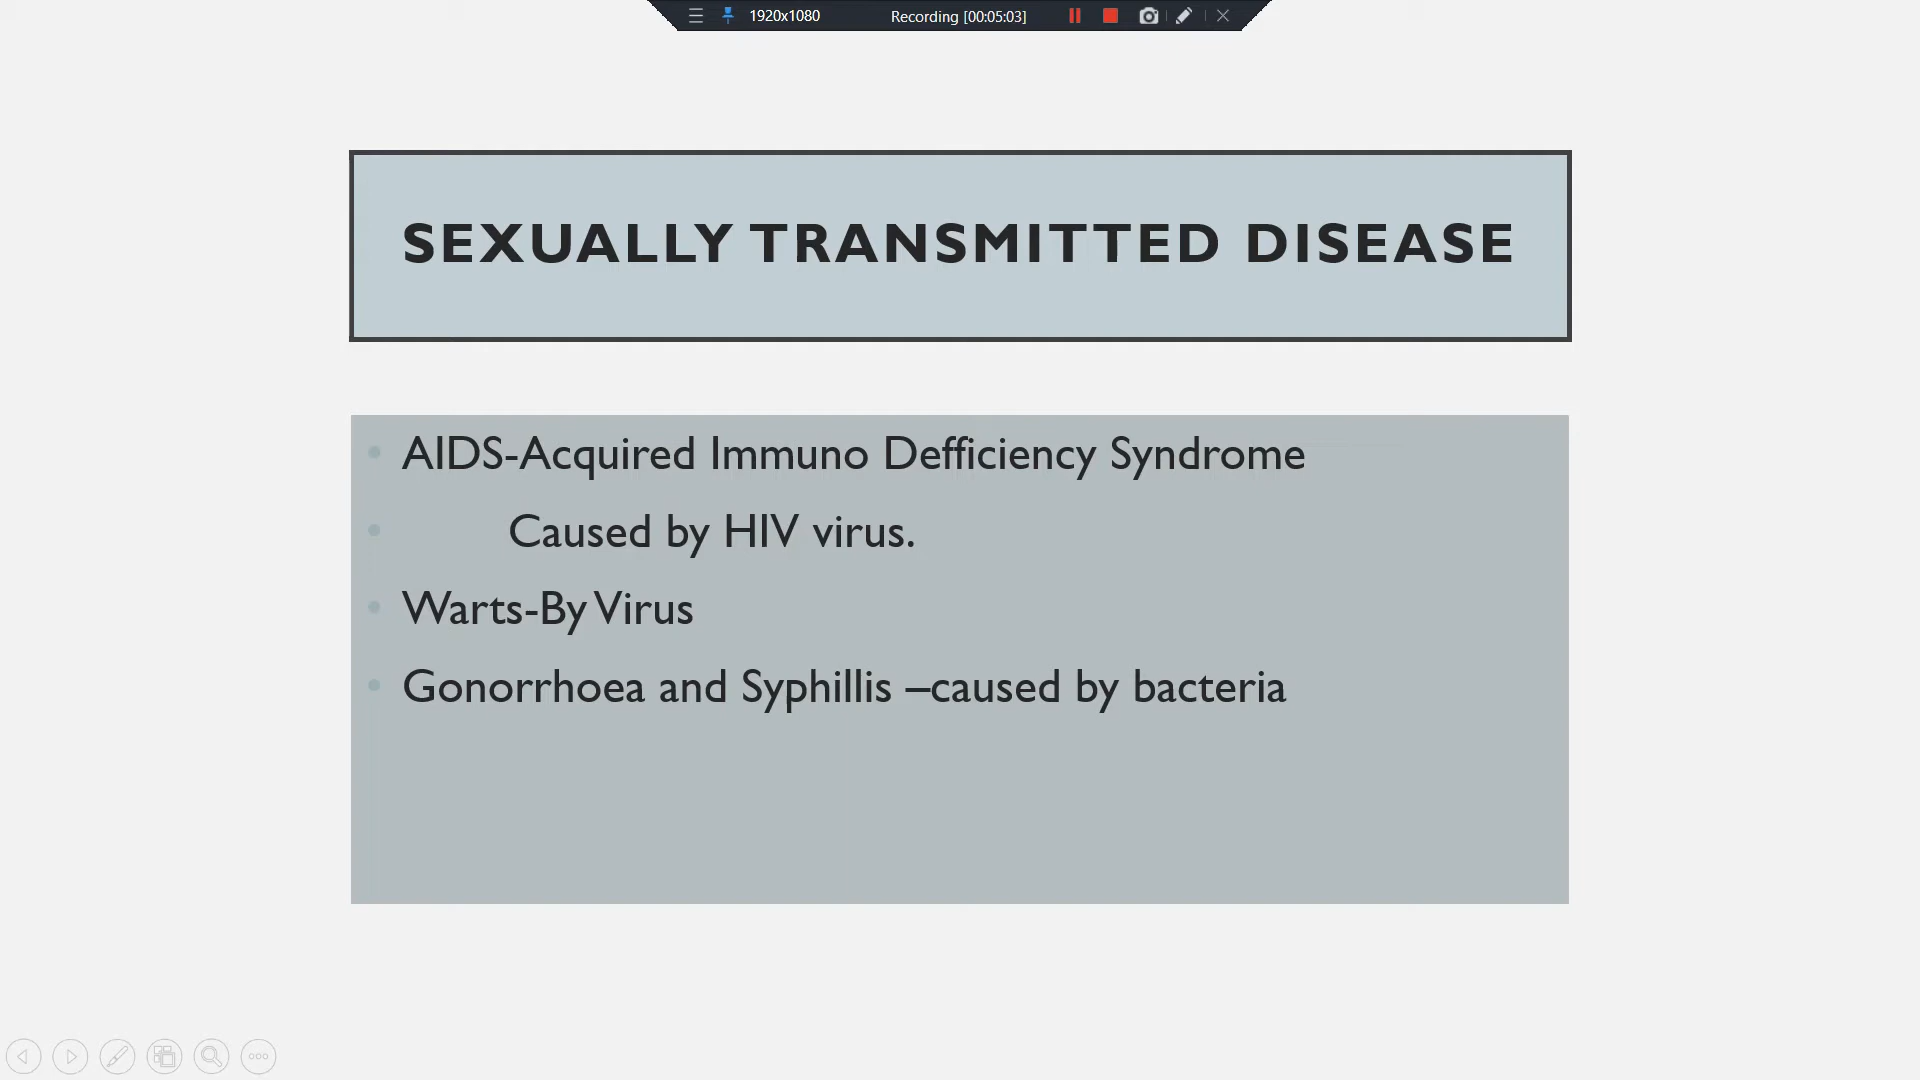 1920x1080 Recording [00:05:03]
SEXUALLY TRANSMITTED DISEASE
AIDS-Acquired Immuno Defficiency Syndrome
Caused by HIV virus.
Warts-By Virus
Gonorrhoea and Syphillis –caused by bacteria